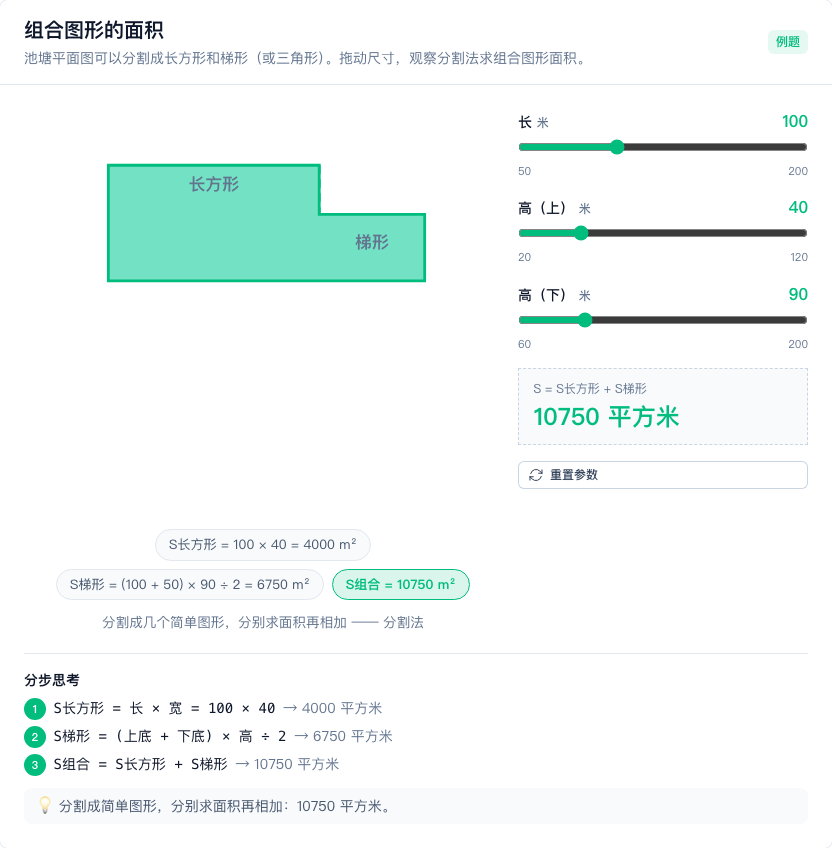 组合图形的面积
池塘平面图可以分割成长方形和梯形（或三角形）。拖动尺寸，观察分割法求组合图形面积。
例题
长方形
梯形
长 米 100
50 200
高（上） 米 40
20 120
高（下） 米 90
60 200
S = S长方形 + S梯形
10750 平方米
重置参数
S长方形 = 100 × 40 = 4000 m²
S梯形 = (100 + 50) × 90 ÷ 2 = 6750 m²
S组合 = 10750 m²
分割成几个简单图形，分别求面积再相加 —— 分割法
分步思考
1 S长方形 = 长 × 宽 = 100 × 40 → 4000 平方米
2 S梯形 = (上底 + 下底) × 高 ÷ 2 → 6750 平方米
3 S组合 = S长方形 + S梯形 → 10750 平方米
💡 分割成简单图形，分别求面积再相加：10750 平方米。